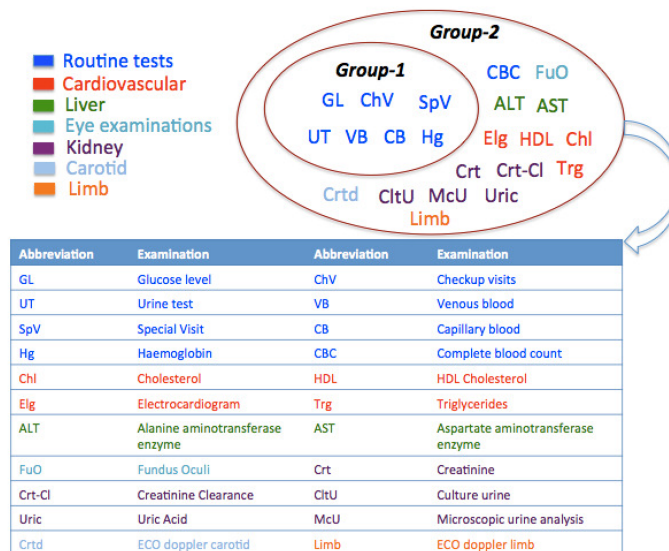 Group-2
Routine tests
Cardiovascular
Liver
Eye examinations
Kidney
Carotid
Limb
Group-1
GL ChV SpV
UT VB CB Hg
CBC FuO
ALT AST
Elg HDL Chl
Crt Crt-Cl Trg
Crtd CltU McU Uric
Limb
Abbreviation Examination Abbreviation Examination
GL Glucose level ChV Checkup visits
UT Urine test VB Venous blood
SpV Special Visit CB Capillary blood
Hg Haemoglobin CBC Complete blood count
Chl Cholesterol HDL HDL Cholesterol
Elg Electrocardiogram Trg Triglycerides
ALT Alanine aminotransferase AST Aspartate aminotransferase
enzyme enzyme
FuO Fundus Oculi Crt Creatinine
Crt-Cl Creatinine Clearance CltU Culture urine
Uric Uric Acid McU Microscopic urine analysis
Crtd ECO doppler carotid Limb ECO doppler limb